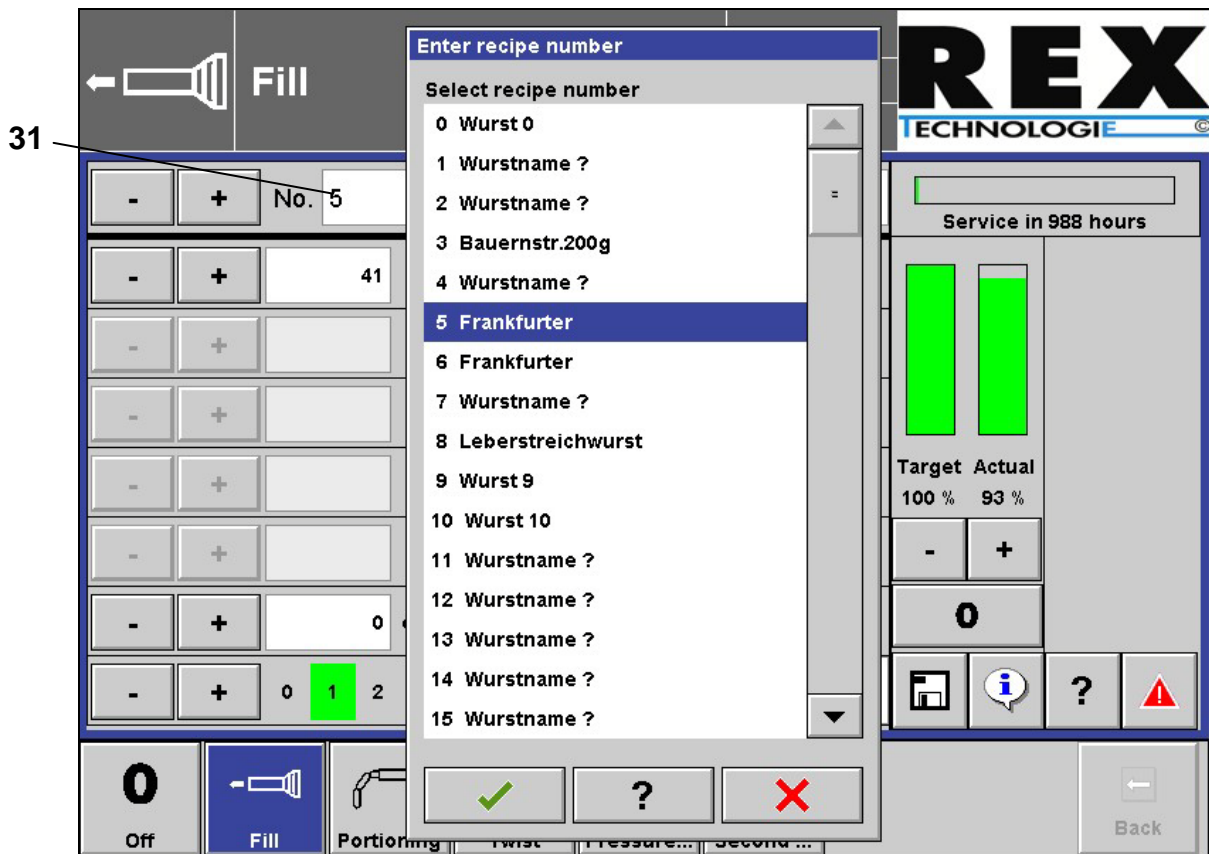 Fill
Enter recipe number
Select recipe number
0 Wurst 0
1 Wurstname ?
2 Wurstname ?
3 Bauernstr.200g
4 Wurstname ?
5 Frankfurter
6 Frankfurter
7 Wurstname ?
8 Leberstreichwurst
9 Wurst 9
10 Wurst 10
11 Wurstname ?
12 Wurstname ?
13 Wurstname ?
14 Wurstname ?
15 Wurstname ?
?
REX
TECHNOLOGIE ©
31
- + No. 5
Service in 988 hours
- + 41
- +
- +
- +
- +
- + 0
- + 0 1 2
Target Actual
100 % 93 %
- +
0
i ? !
0
Off
Fill
Portioning
Twist
Pressure...
Second ...
Back